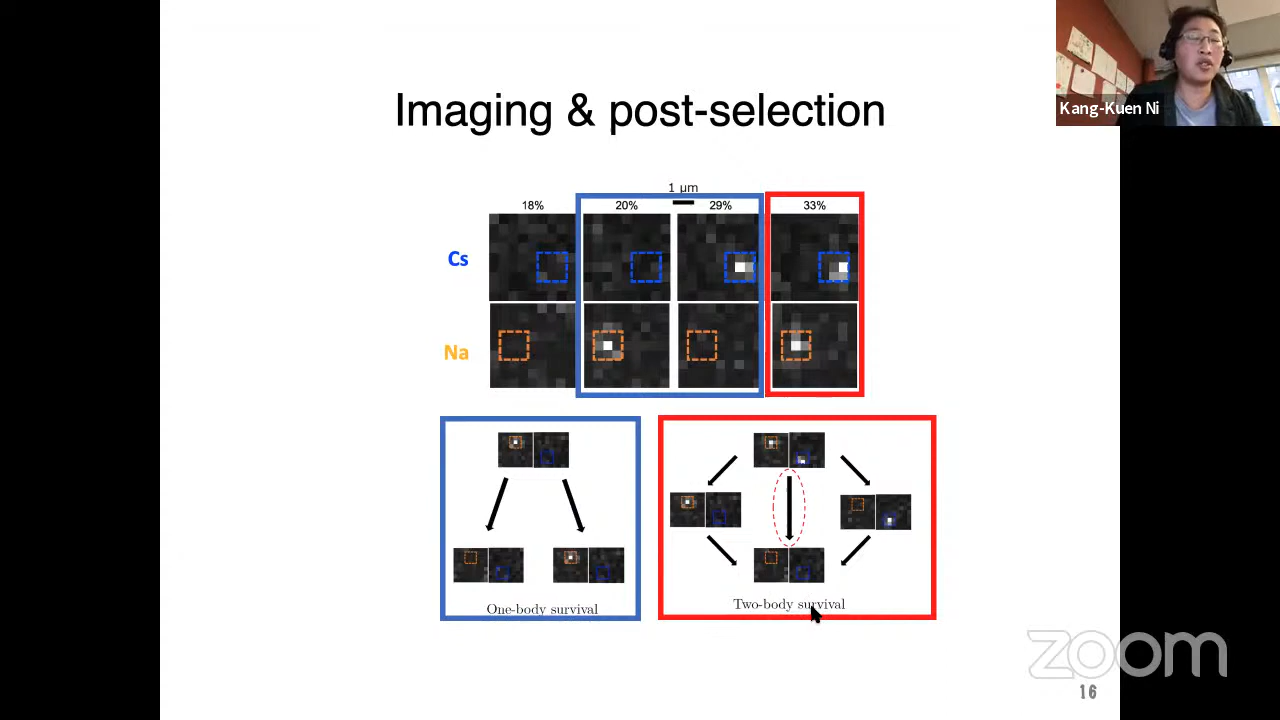 Imaging & post-selection
Kang-Kuen Ni
1 μm
18% 20% 29% 33%
Cs
Na
One-body survival
Two-body survival
zoom
16